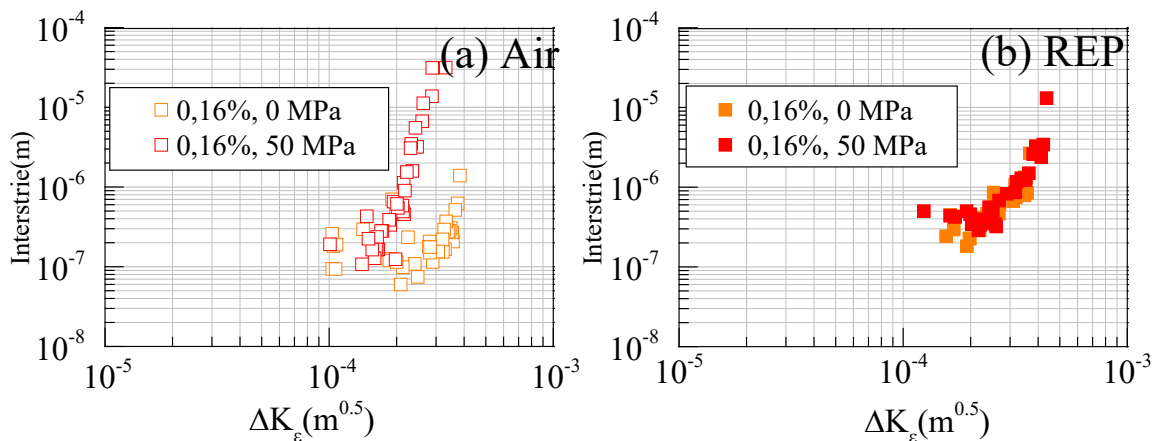 (a) Air
0,16%, 0 MPa
0,16%, 50 MPa
Interstrie(m)
10^-4
10^-5
10^-6
10^-7
10^-8
10^-5
10^-4
10^-3
ΔK_ε(m^0.5)
(b) REP
0,16%, 0 MPa
0,16%, 50 MPa
Interstrie(m)
10^-4
10^-5
10^-6
10^-7
10^-8
10^-5
10^-4
10^-3
ΔK_ε(m^0.5)